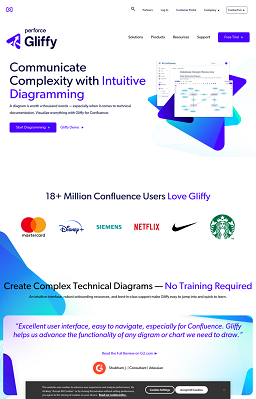 Partners Log In Customer Portal Company Contact Us
perforce
Gliffy
Solutions Products Resources Support Free Trial
Communicate
Complexity with Intuitive
Diagramming
A diagram is worth a thousand words — especially when it comes to technical
documentation. Visualize everything with Gliffy for Confluence.
Start Diagramming Gliffy Demo
18+ Million Confluence Users Love Gliffy
mastercard
Disney+
SIEMENS
NETFLIX
Create Complex Technical Diagrams — No Training Required
An intuitive interface, robust onboarding resources, and best-in-class support make Gliffy easy to jump into and quick to learn.
"Excellent user interface, easy to navigate, especially for Confluence. Gliffy
helps us advance the functionality of any digram or chart we need to draw."
Read the Full Review on G2.com
Shubham J. | Consultant | Atlassian
Cookies Settings
Accept All Cookies